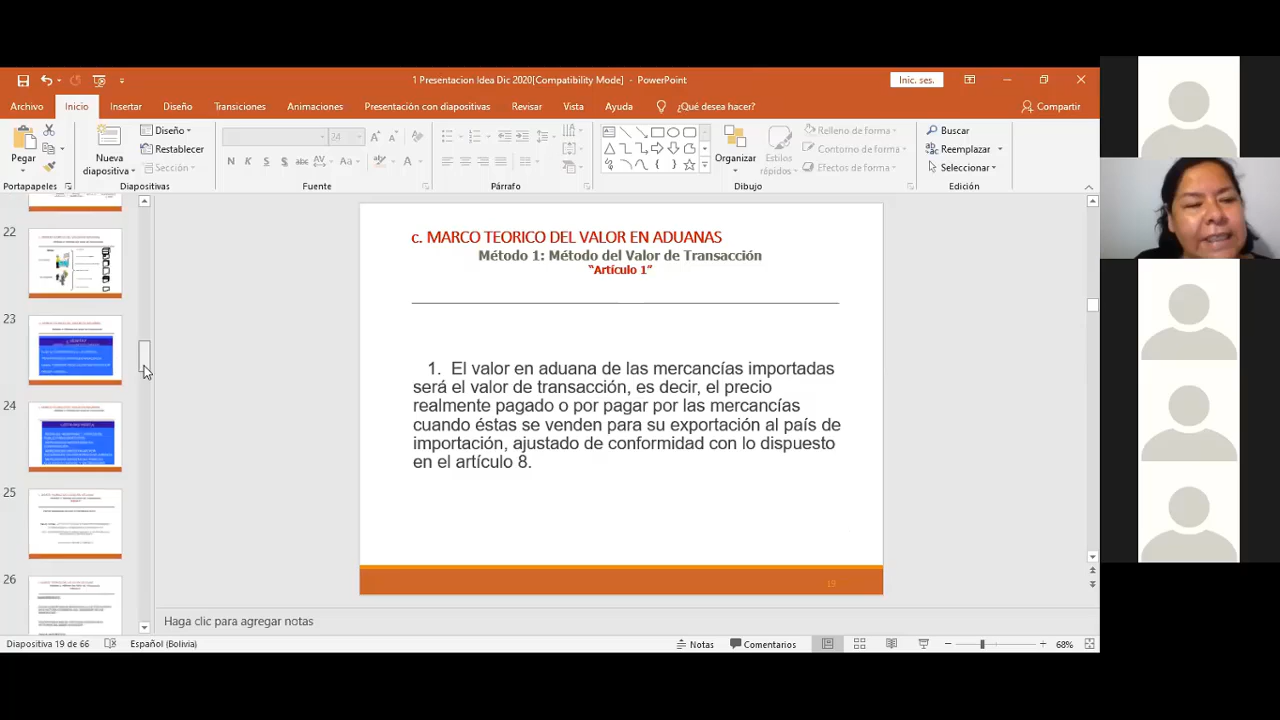 1 Presentacion Idea Dic 2020[Compatibility Mode] - PowerPoint
Inic. ses.
Archivo
Inicio
Insertar
Diseño
Transiciones
Animaciones
Presentación con diapositivas
Revisar
Vista
Ayuda
¿Qué desea hacer?
Compartir
Pegar
Nueva
diapositiva
Diseño
Restablecer
Sección
24
N K S S abc AV Aa A
Organizar
Estilos
rápidos
Relleno de forma
Contorno de forma
Efectos de forma
Buscar
Reemplazar
Seleccionar
Portapapeles
Diapositivas
Fuente
Párrafo
Dibujo
Edición
22
23
24
25
26
c. MARCO TEORICO DEL VALOR EN ADUANAS
Método 1: Método del Valor de Transacción
“Artículo 1”
1. El valor en aduana de las mercancías importadas
será el valor de transacción, es decir, el precio
realmente pagado o por pagar por las mercancías
cuando éstas se venden para su exportación al país de
importación, ajustado de conformidad con lo dispuesto
en el artículo 8.
19
Haga clic para agregar notas
Diapositiva 19 de 66
Español (Bolivia)
Notas
Comentarios
68%